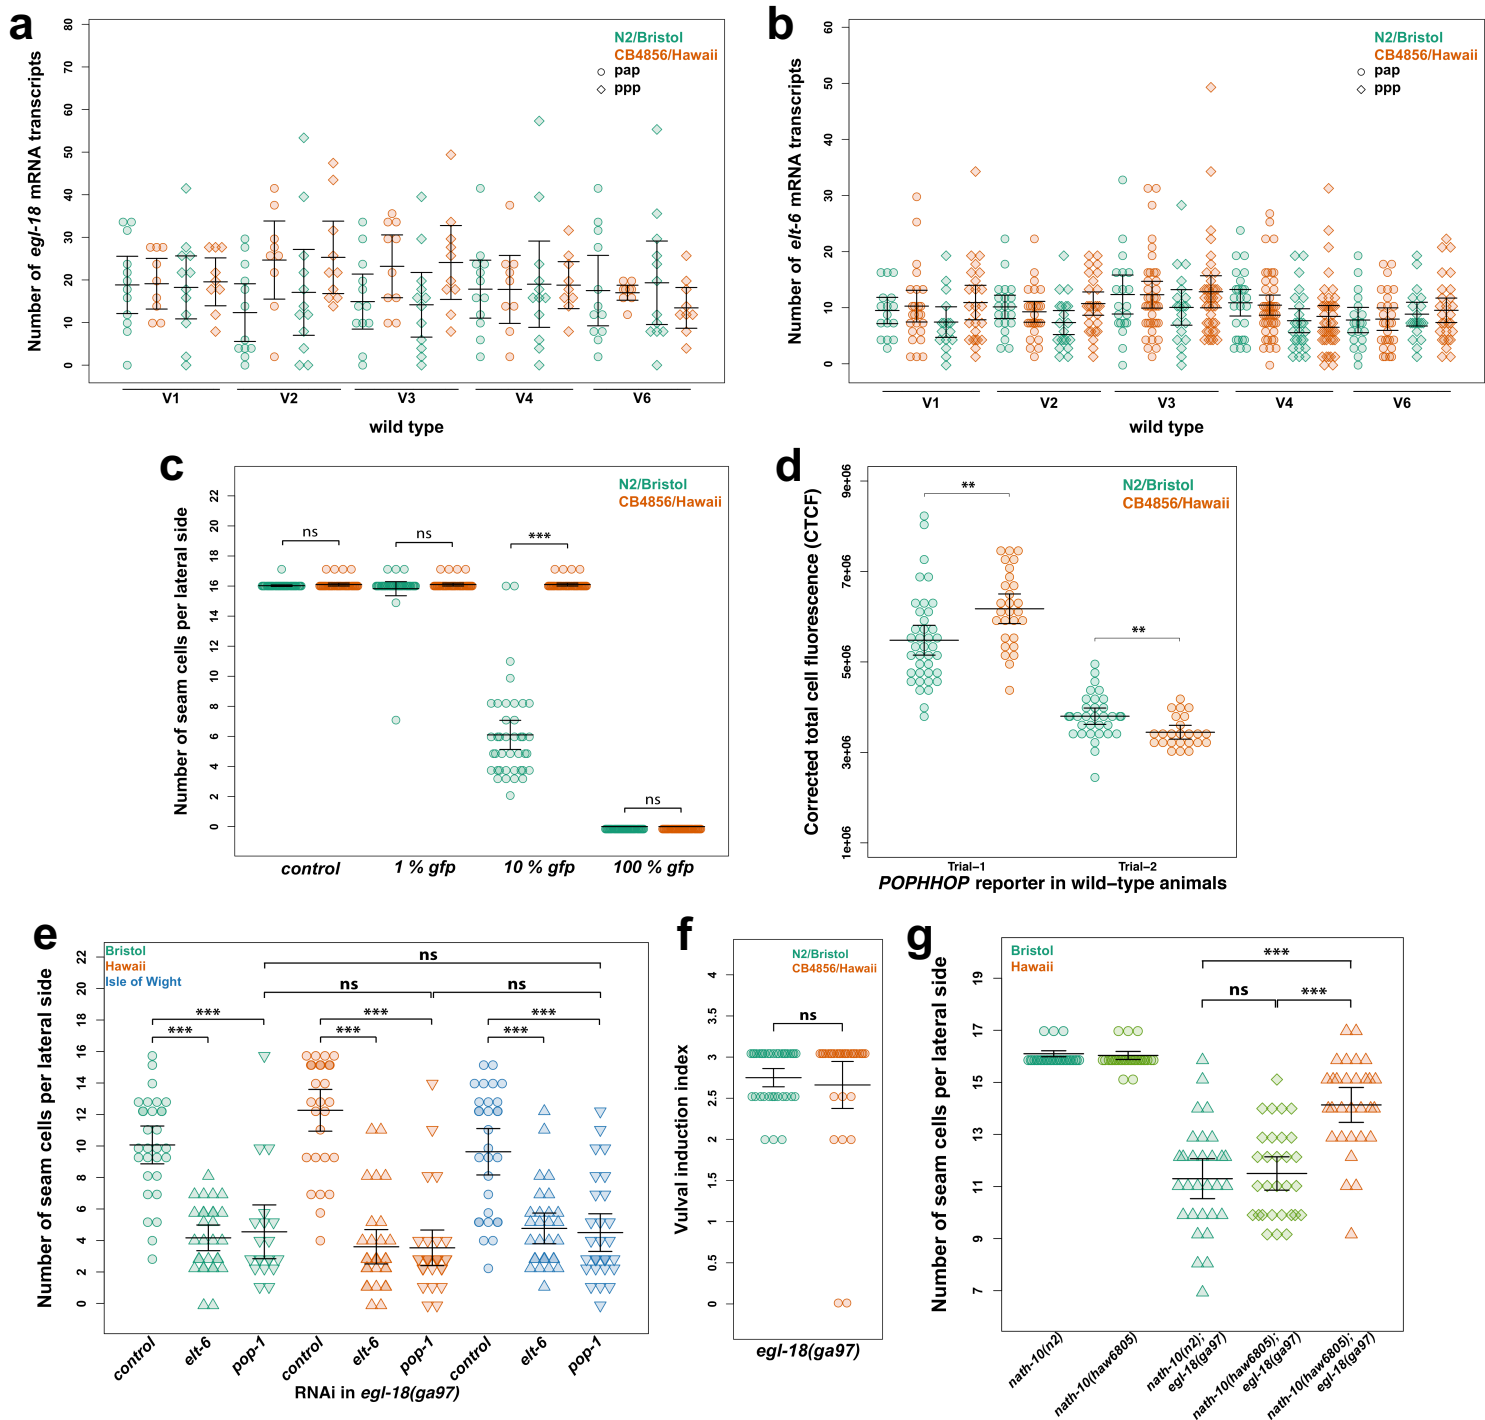 a
Number of egl-18 mRNA transcripts
80
70
60
50
40
30
20
10
0
N2/Bristol
CB4856/Hawaii
pap
ppp
V1 V2 V3 V4 V6
wild type
b
Number of elt-6 mRNA transcripts
60
50
40
30
20
10
0
N2/Bristol
CB4856/Hawaii
pap
ppp
V1 V2 V3 V4 V6
wild type
c
Number of seam cells per lateral side
22
20
18
16
14
12
10
8
6
4
2
0
N2/Bristol
CB4856/Hawaii
ns ns *** ns
control 1 % gfp 10 % gfp 100 % gfp
d
Corrected total cell fluorescence (CTCF)
9e+06
7e+06
5e+06
3e+06
1e+06
N2/Bristol
CB4856/Hawaii
**
**
Trial-1 Trial-2
POPHHOP reporter in wild-type animals
e
Number of seam cells per lateral side
22
20
18
16
14
12
10
8
6
4
2
0
Bristol
Hawaii
Isle of Wight
ns
ns ns
*** *** ***
*** *** ***
control elt-6 pop-1 control elt-6 pop-1 control elt-6 pop-1
RNAi in egl-18(ga97)
f
Vulval induction index
4
3.5
3
2.5
2
1.5
1
0.5
0
N2/Bristol
CB4856/Hawaii
ns
egl-18(ga97)
g
Number of seam cells per lateral side
19
17
15
13
11
9
7
Bristol
Hawaii
***
ns ***
nath-10(n2)
nath-10(haw6805)
nath-10(n2);
egl-18(ga97)
nath-10(haw6805);
egl-18(ga97)
nath-10(haw6805);
egl-18(ga97)